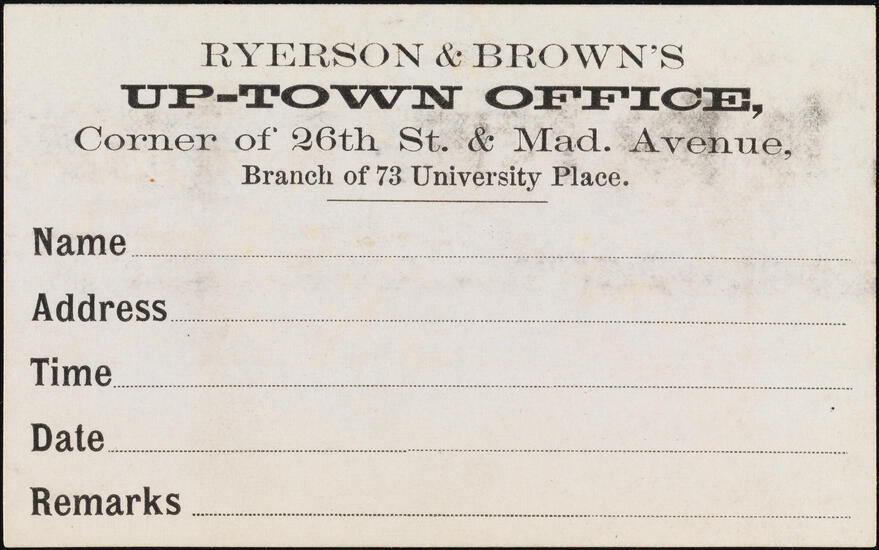 RYERSON & BROWN'S
UP-TOWN OFFICE,
Corner of 26th St. & Mad. Avenue,
Branch of 73 University Place.
Name
Address
Time
Date
Remarks